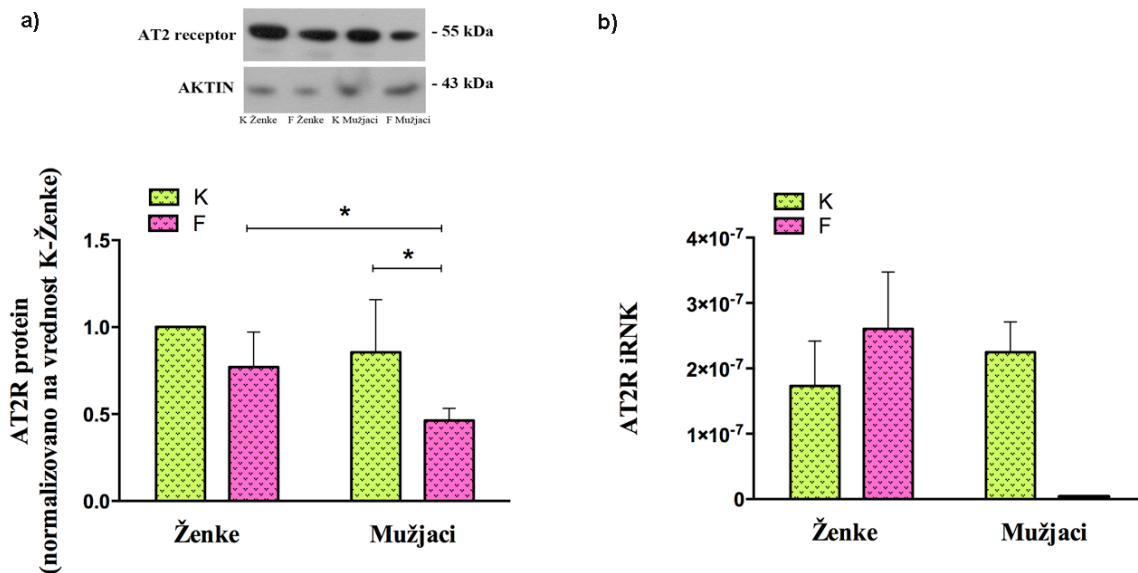 a)
AT2 receptor
- 55 kDa
AKTIN
- 43 kDa
K Ženke F Ženke K Mužjaci F Mužjaci
K
F
*
*
AT2R protein
(normalizovano na vrednost K-Ženke)
1.5
1.0
0.5
0.0
Ženke Mužjaci
b)
K
F
AT2R iRNK
4×10⁻⁷
3×10⁻⁷
2×10⁻⁷
1×10⁻⁷
0
Ženke Mužjaci